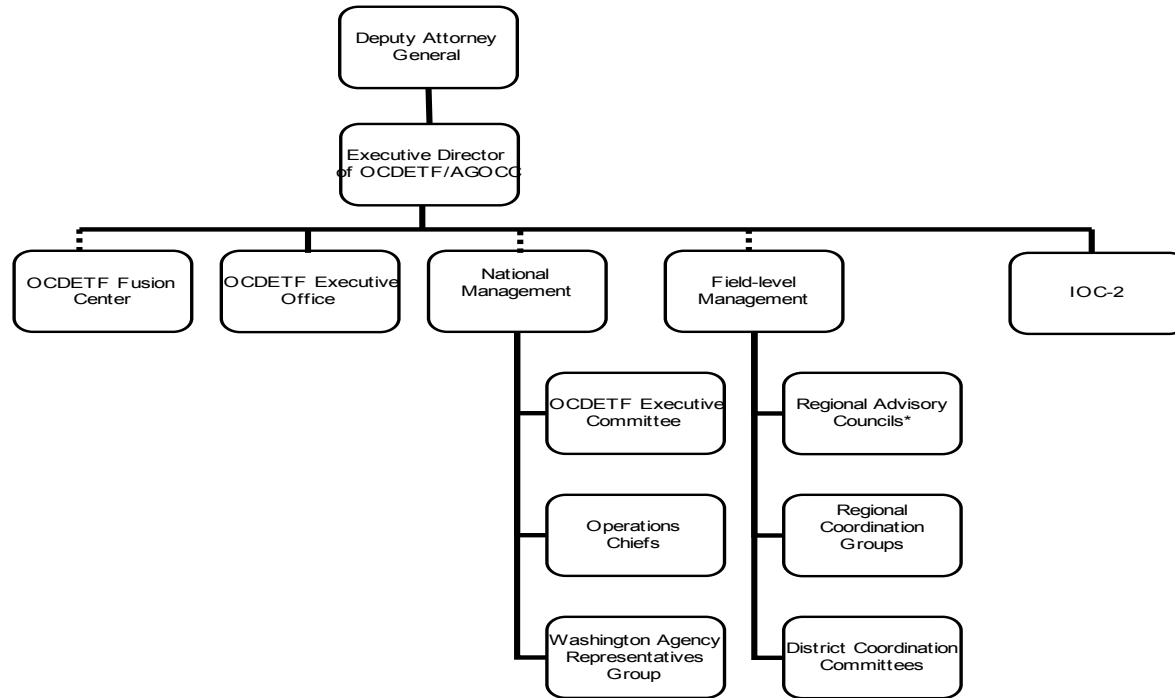 Deputy Attorney
General
Executive Director
of OCDETF/AGOCC
OCDETF Fusion
Center
OCDETF Executive
Office
National
Management
Field-level
Management
IOC-2
OCDETF Executive
Committee
Regional Advisory
Councils*
Operations
Chiefs
Regional
Coordination
Groups
Washington Agency
Representatives
Group
District Coordination
Committees